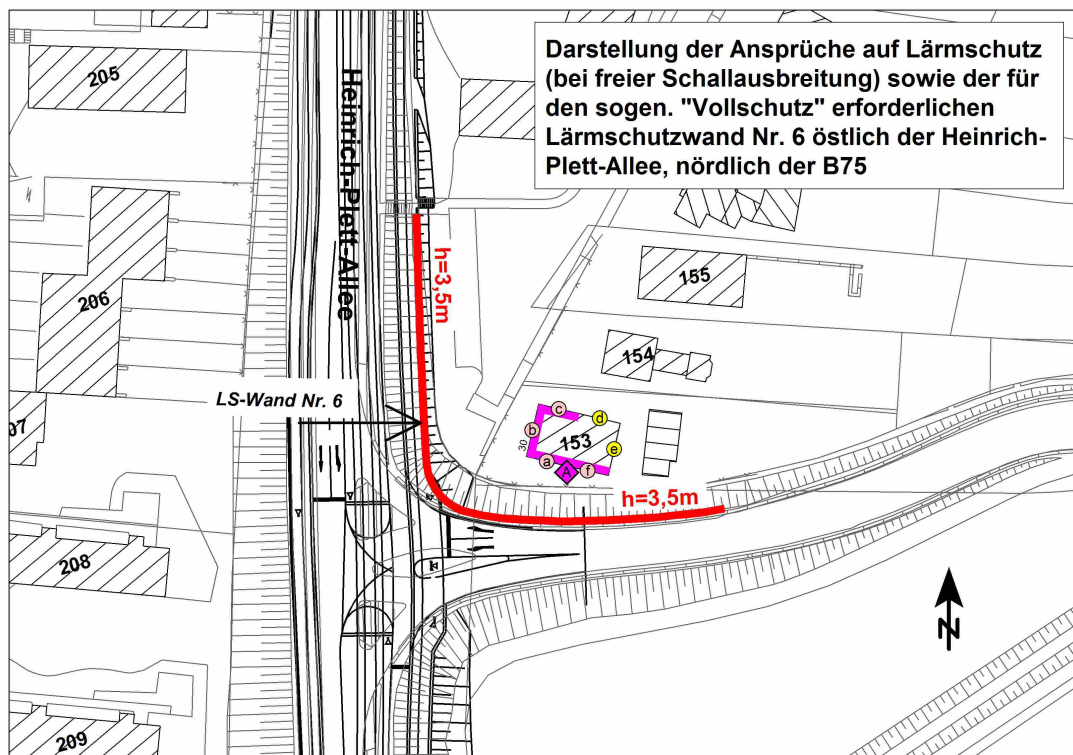 Darstellung der Ansprüche auf Lärmschutz
(bei freier Schallausbreitung) sowie der für
den sogen. "Vollschutz" erforderlichen
Lärmschutzwand Nr. 6 östlich der Heinrich-
Plett-Allee, nördlich der B75
205
Heinrich-Plett-Allee
h=3,5m
155
206
154
LS-Wand Nr. 6
07
c
d
b
153
30
e
a
A
f
h=3,5m
208
N
209